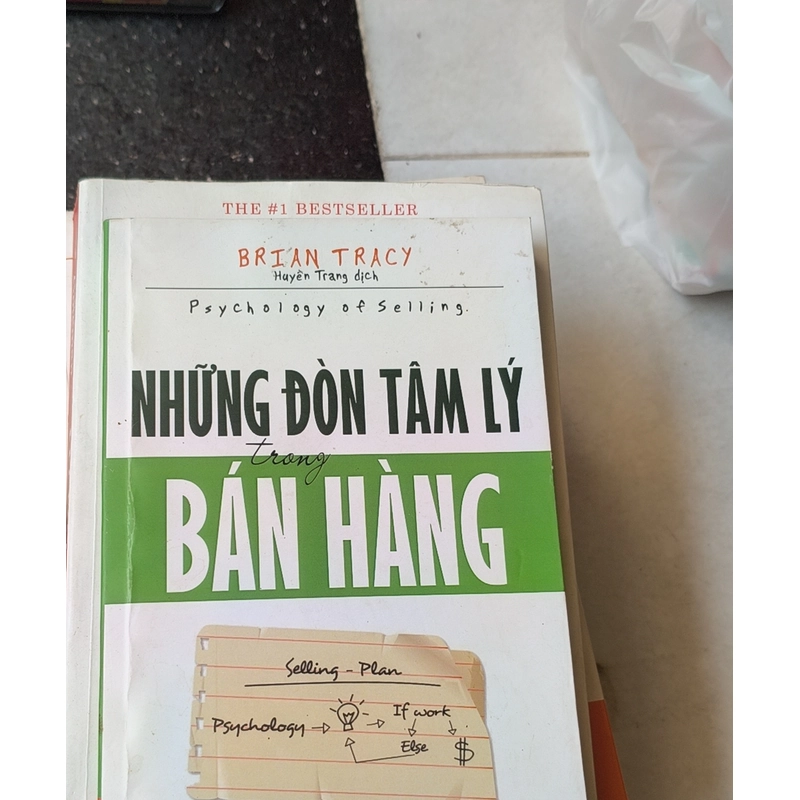 THE #1 BESTSELLER
BRIAN TRACY
Huyền Trang dịch
Psychology of Selling.
NHỮNG ĐÒN TÂM LÝ
trong
BÁN HÀNG
Selling - Plan
Psychology
If work
Else
$